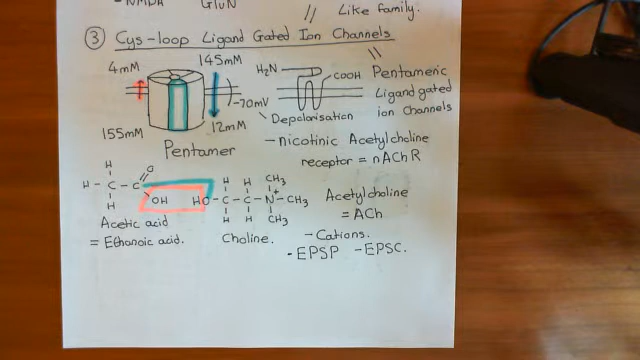 - NMDA GluN
// Like family.
③ Cys-loop Ligand Gated Ion Channels
4mM 145mM
H₂N COOH
Pentameric
Ligand gated
ion Channels
-70mV
Depolarisation
155mM 12mM
Pentamer
- nicotinic Acetylcholine
receptor = nAChR
H O H H CH₃
H - C - C OH HO - C - C - N⁺ - CH₃
H H H CH₃
Acetylcholine
= ACh
Acetic acid
= Ethanoic acid.
Choline.
- Cations.
- EPSP - EPSC.